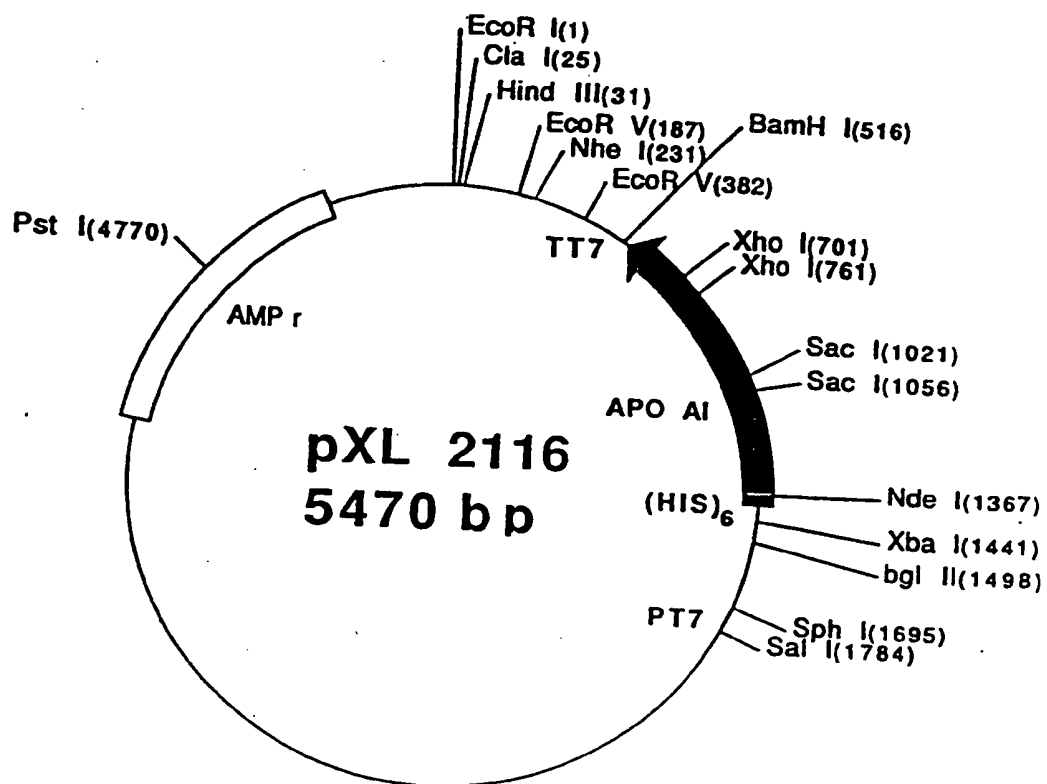 EcoR I(1)
Cla I(25)
Hind III(31)
EcoR V(187)
BamH I(516)
Nhe I(231)
EcoR V(382)
Pst I(4770)
TT7
Xho I(701)
Xho I(761)
AMP r
Sac I(1021)
Sac I(1056)
APO AI
pXL 2116
5470 bp
(HIS)6
Nde I(1367)
Xba I(1441)
bgl II(1498)
PT7
Sph I(1695)
Sal I(1784)